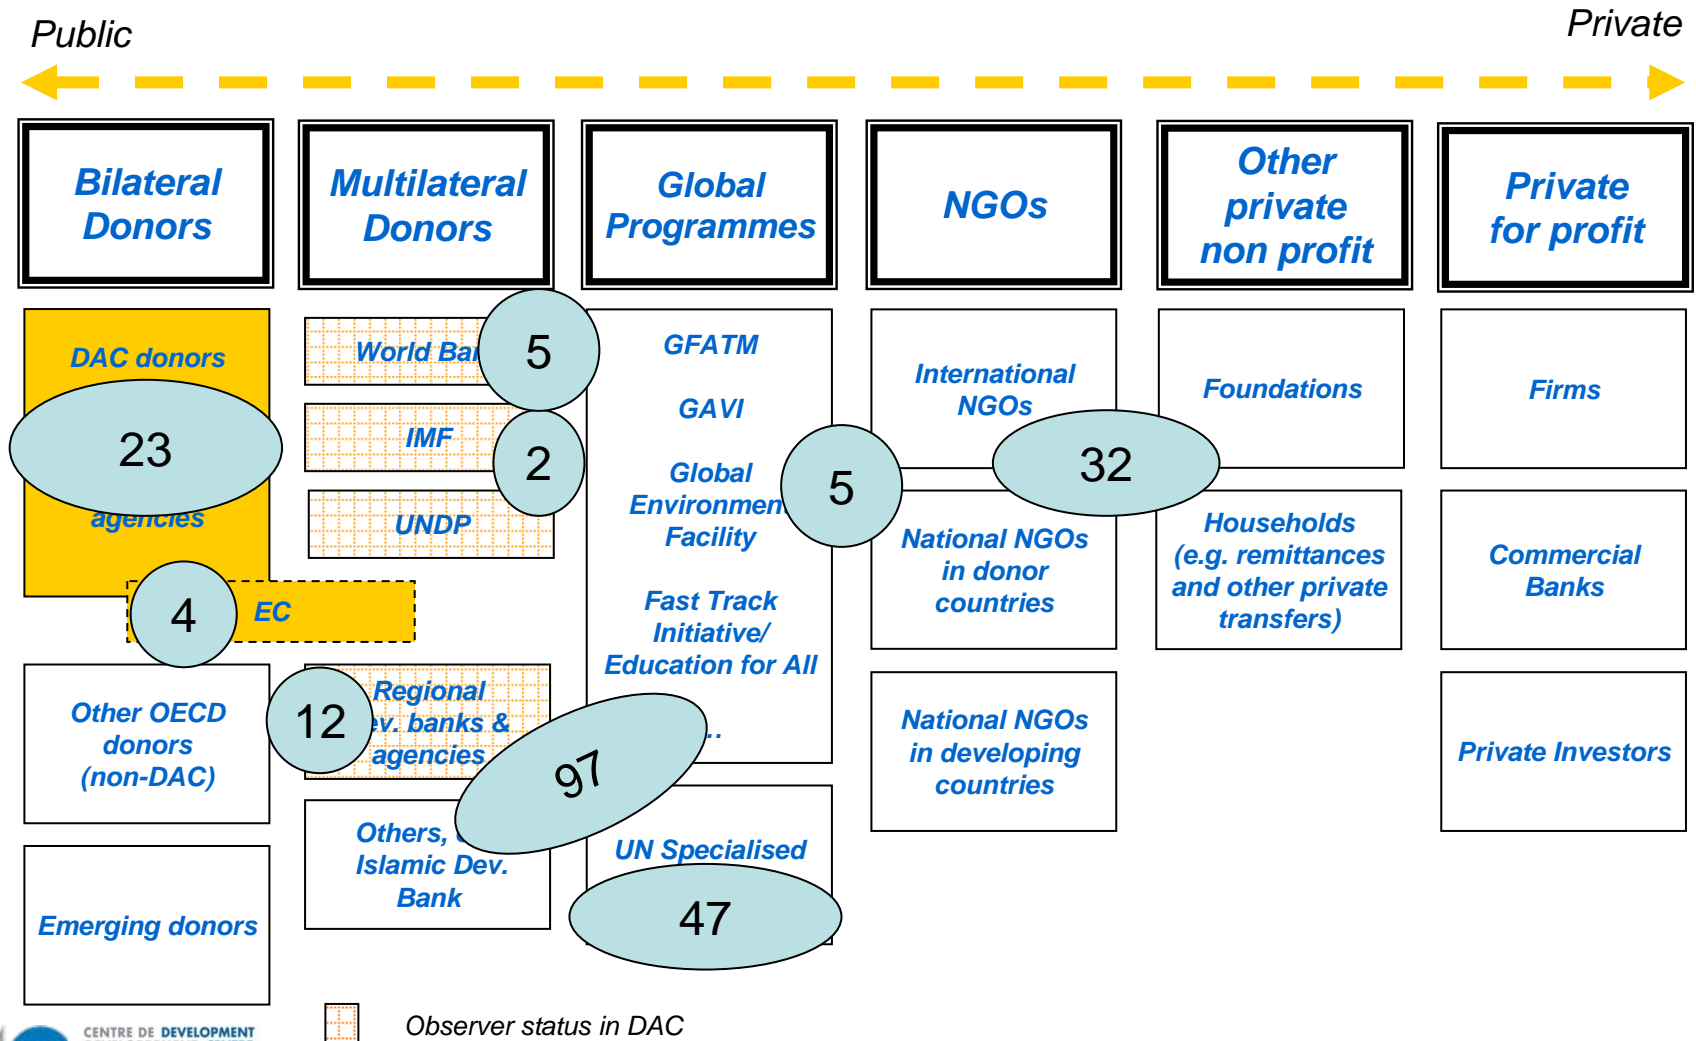 Public
Private
Bilateral
Donors
Multilateral
Donors
Global
Programmes
NGOs
Other
private
non profit
Private
for profit
DAC donors
23
agencies
4
EC
Other OECD
donors
(non-DAC)
Emerging donors
World Ban
5
IMF
2
UNDP
12
Regional
ev. banks &
agencies
97
Others,
Islamic Dev.
Bank
GFATM
GAVI
Global
Environmen
Facility
Fast Track
Initiative/
Education for All
..
UN Specialised
47
5
International
NGOs
32
National NGOs
in donor
countries
National NGOs
in developing
countries
Foundations
Households
(e.g. remittances
and other private
transfers)
Firms
Commercial
Banks
Private Investors
Observer status in DAC
CENTRE DE DEVELOPMENT